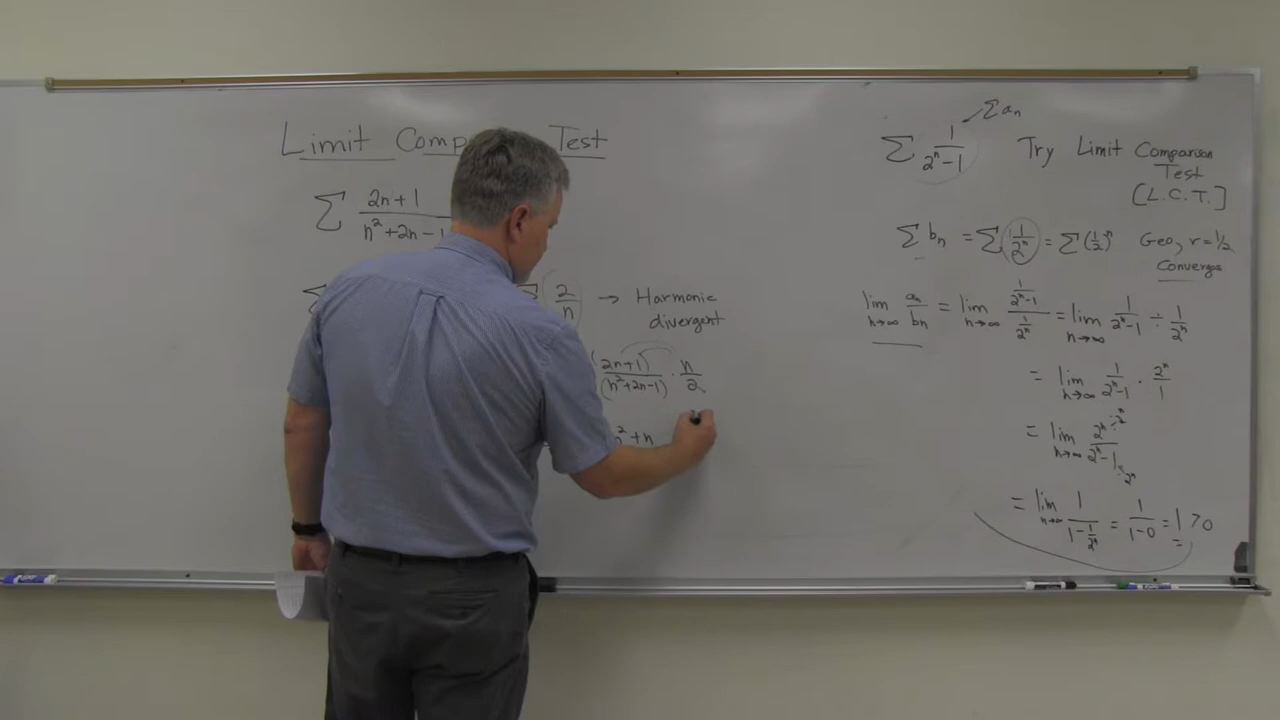 Limit Comp Test
∑ 2n+1 / n²+2n-1
∑ 2/n → Harmonic
divergent
(2n+1) / (n²+2n-1) · n/2
n²+n
∑ 1/(2ⁿ-1) ∑aₙ Try Limit Comparison
Test
[L.C.T.]
∑ bₙ = ∑ 1/2ⁿ = ∑ (1/2)ⁿ Geo, r=1/2
Converges
lim n→∞ aₙ/bₙ = lim n→∞ (1/(2ⁿ-1))/(1/2ⁿ) = lim n→∞ 1/(2ⁿ-1) ÷ 1/2ⁿ
= lim n→∞ 1/(2ⁿ-1) · 2ⁿ/1
= lim n→∞ 2ⁿ ÷2ⁿ / 2ⁿ-1 ÷2ⁿ
= lim n→∞ 1/(1-1/2ⁿ) = 1/(1-0) = 1 >0